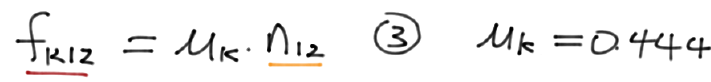 fK12 = μK · n12 ③ μk = 0.444